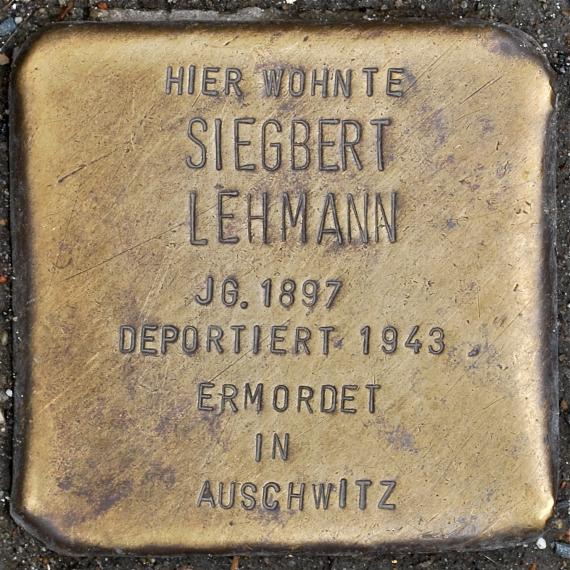 HIER WOHNTE
SIEGBERT
LEHMANN
JG. 1897
DEPORTIERT 1943
ERMORDET
IN
AUSCHWITZ